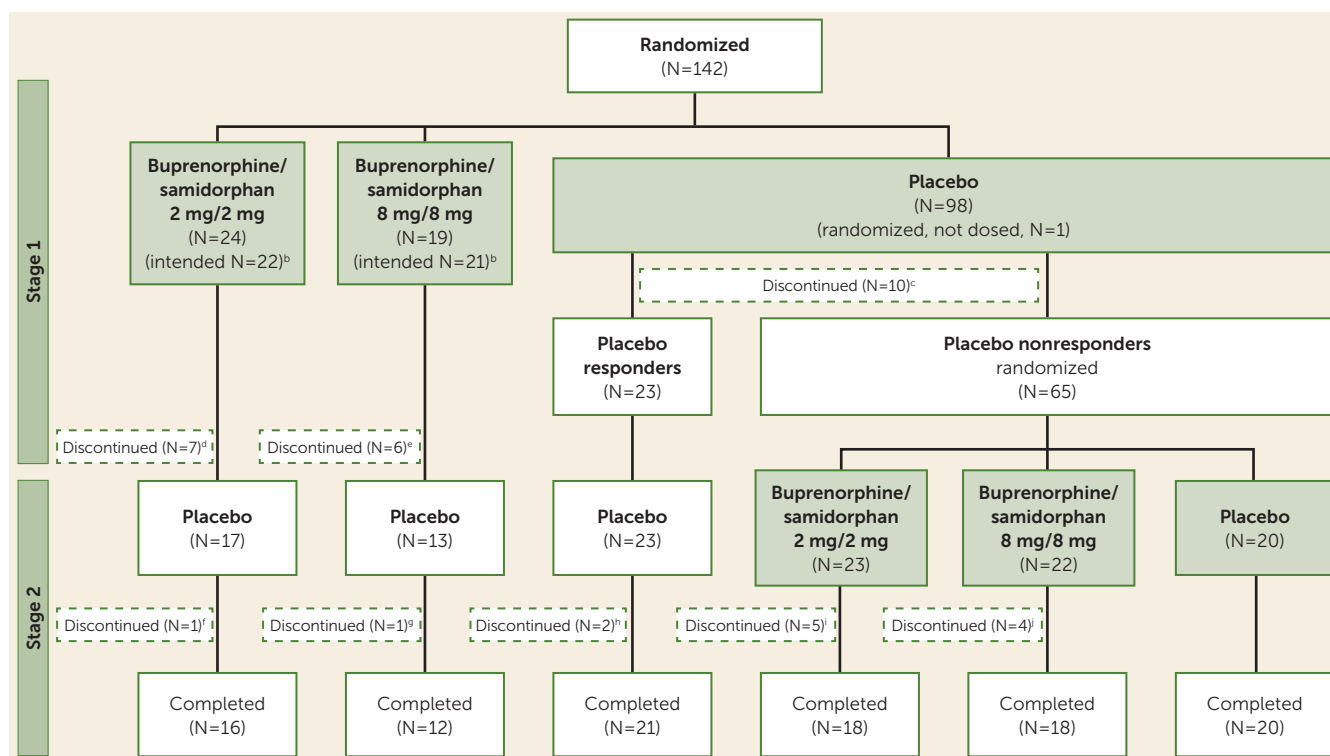 Randomized
(N=142)
Stage 1
Buprenorphine/
samidorphan
2 mg/2 mg
(N=24)
(intended N=22)ᵇ
Buprenorphine/
samidorphan
8 mg/8 mg
(N=19)
(intended N=21)ᵇ
Placebo
(N=98)
(randomized, not dosed, N=1)
Discontinued (N=10)ᶜ
Placebo
responders
(N=23)
Placebo nonresponders
randomized
(N=65)
Discontinued (N=7)ᵈ
Discontinued (N=6)ᵉ
Stage 2
Placebo
(N=17)
Placebo
(N=13)
Placebo
(N=23)
Buprenorphine/
samidorphan
2 mg/2 mg
(N=23)
Buprenorphine/
samidorphan
8 mg/8 mg
(N=22)
Placebo
(N=20)
Discontinued (N=1)ᶠ
Discontinued (N=1)ᵍ
Discontinued (N=2)ʰ
Discontinued (N=5)ⁱ
Discontinued (N=4)ʲ
Completed
(N=16)
Completed
(N=12)
Completed
(N=21)
Completed
(N=18)
Completed
(N=18)
Completed
(N=20)